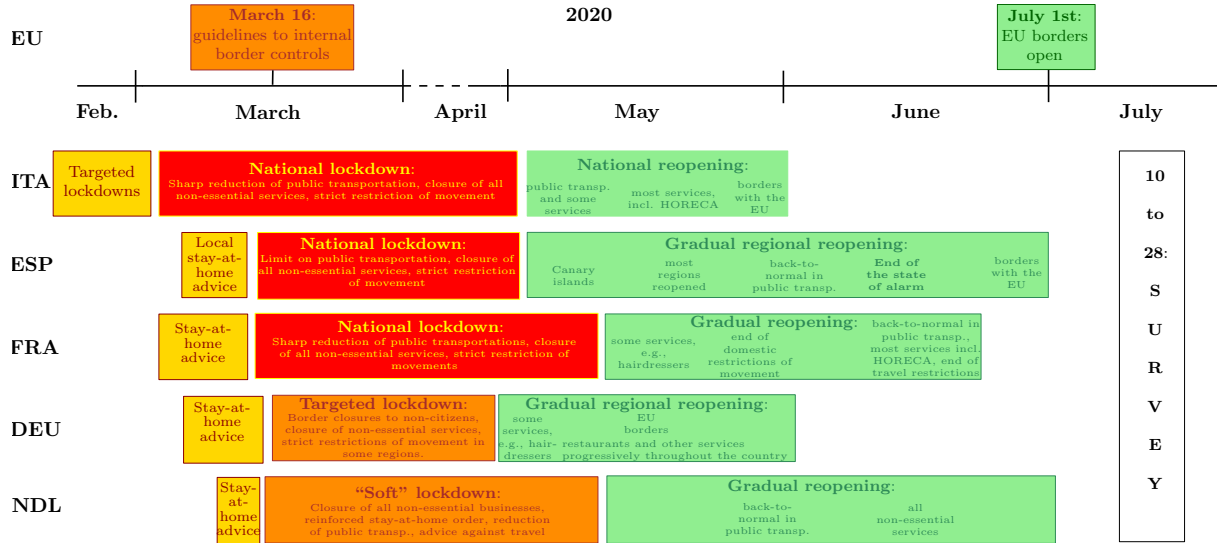 2020
EU
March 16:
guidelines to internal
border controls
July 1st:
EU borders
open
Feb.
March
April
May
June
July
ITA
Targeted
lockdowns
National lockdown:
Sharp reduction of public transportation, closure of all
non-essential services, strict restriction of movement
National reopening:
public transp.
and some
services
most services,
incl. HORECA
borders
with the
EU
ESP
Local
stay-at-
home
advice
National lockdown:
Limit on public transportation, closure of
all non-essential services, strict restriction
of movement
Gradual regional reopening:
Canary
islands
most
regions
reopened
back-to-
normal in
public transp.
End of
the state
of alarm
borders
with the
EU
FRA
Stay-at-
home
advice
National lockdown:
Sharp reduction of public transportations, closure
of all non-essential services, strict restriction of
movements
Gradual reopening:
some services,
e.g.,
hairdressers
end of
domestic
restrictions of
movement
back-to-normal in
public transp.,
most services incl.
HORECA, end of
travel restrictions
DEU
Stay-at-
home
advice
Targeted lockdown:
Border closures to non-citizens,
closure of non-essential services,
strict restrictions of movement in
some regions.
Gradual regional reopening:
some
services,
e.g., hair-
dressers
EU
borders
restaurants and other services
progressively throughout the country
NDL
Stay-
at-
home
advice
“Soft” lockdown:
Closure of all non-essential businesses,
reinforced stay-at-home order, reduction
of public transp., advice against travel
Gradual reopening:
back-to-
normal in
public transp.
all
non-essential
services
10
to
28:
S
U
R
V
E
Y